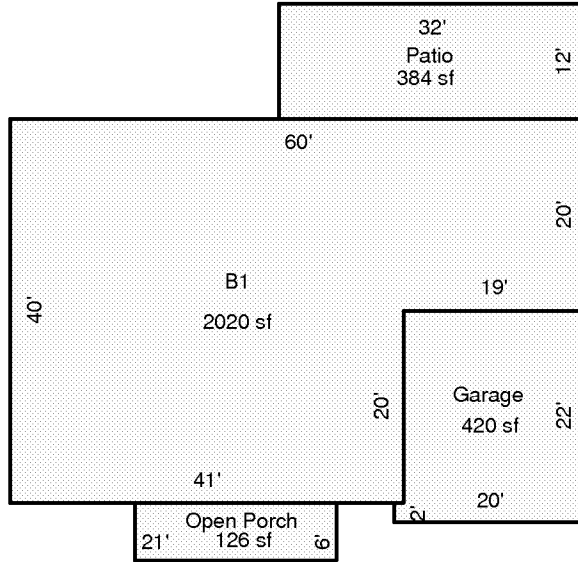 32'
Patio
384 sf
12'
60'
20'
B1
2020 sf
40'
19'
20'
Garage
420 sf
22'
41'
2'
20'
Open Porch
21' 126 sf 6'